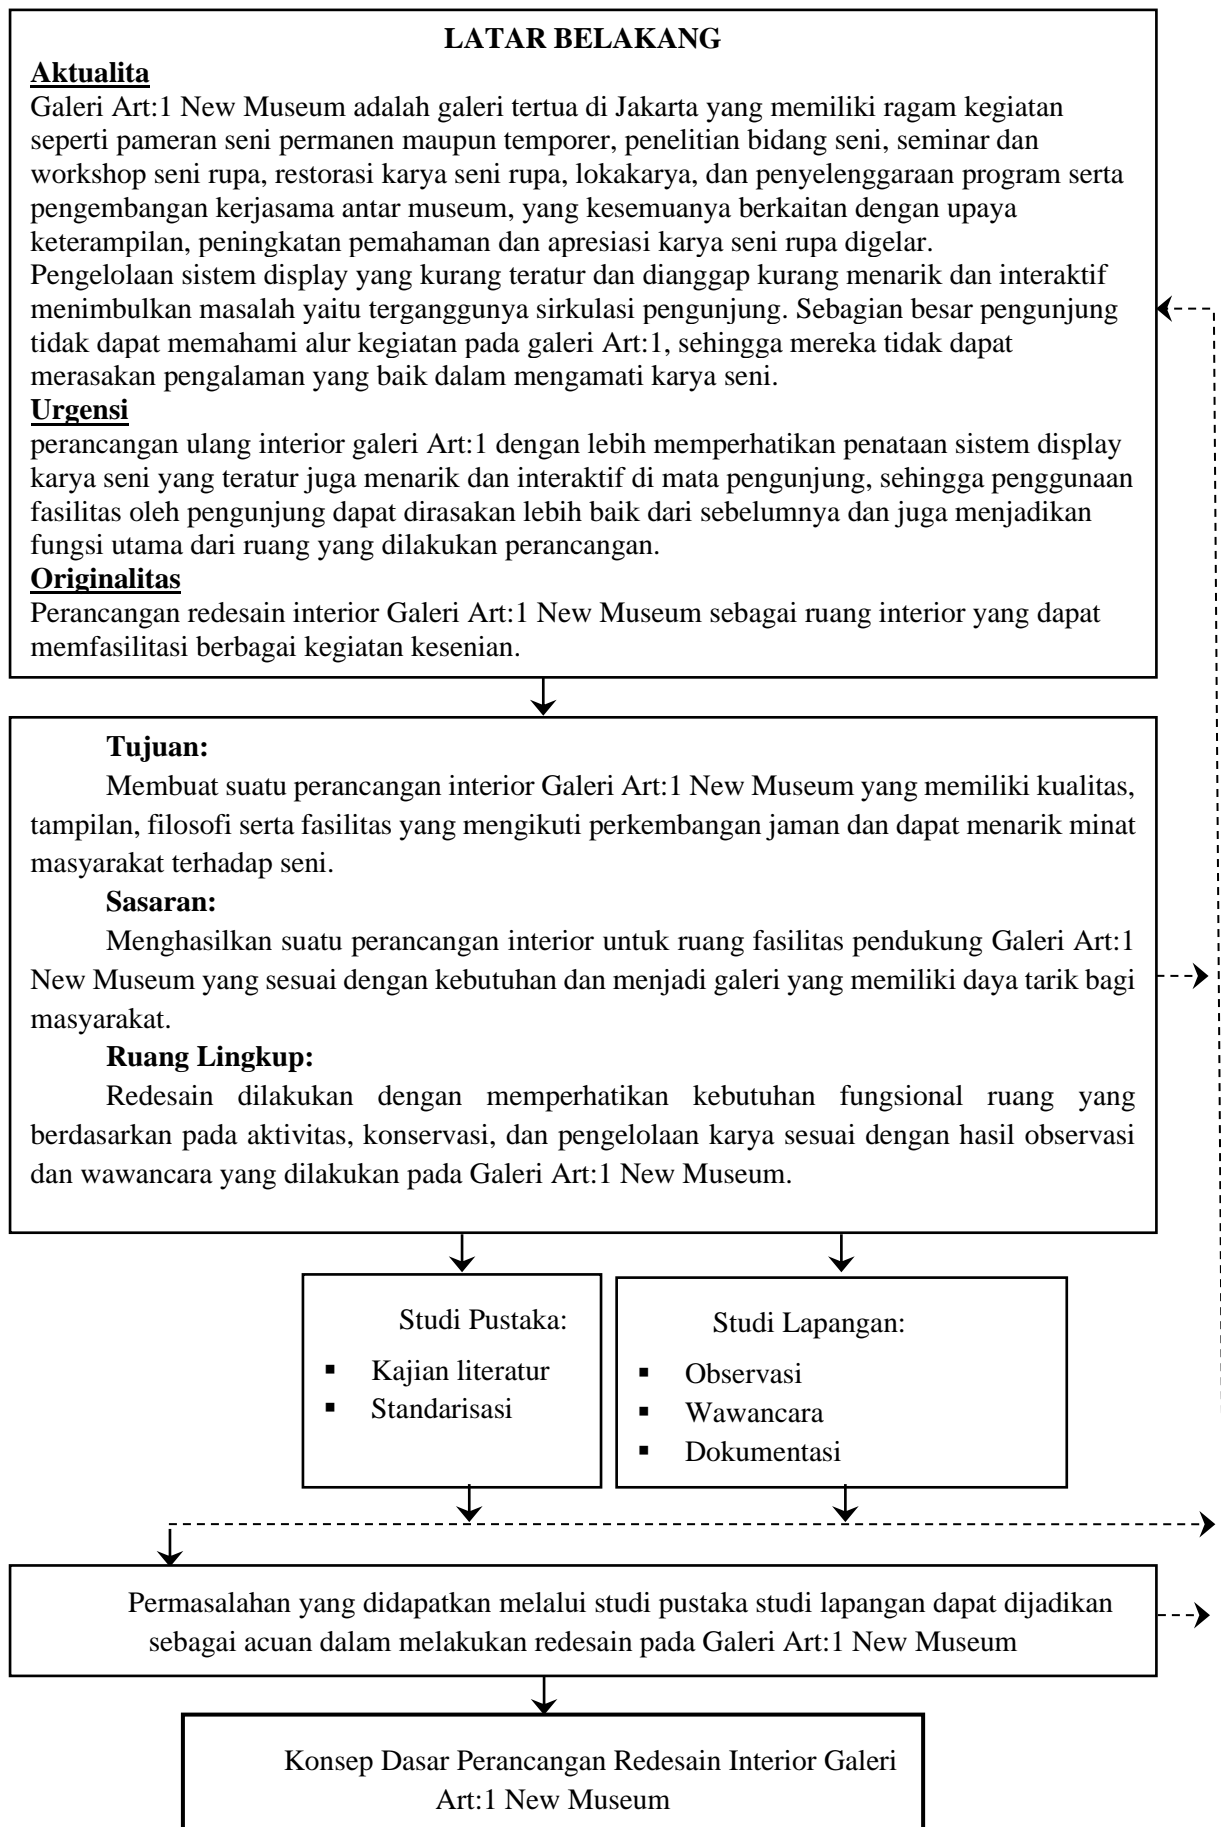 LATAR BELAKANG
Aktualita
Galeri Art:1 New Museum adalah galeri tertua di Jakarta yang memiliki ragam kegiatan
seperti pameran seni permanen maupun temporer, penelitian bidang seni, seminar dan
workshop seni rupa, restorasi karya seni rupa, lokakarya, dan penyelenggaraan program serta
pengembangan kerjasama antar museum, yang kesemuanya berkaitan dengan upaya
keterampilan, peningkatan pemahaman dan apresiasi karya seni rupa digelar.
Pengelolaan sistem display yang kurang teratur dan dianggap kurang menarik dan interaktif
menimbulkan masalah yaitu terganggunya sirkulasi pengunjung. Sebagian besar pengunjung
tidak dapat memahami alur kegiatan pada galeri Art:1, sehingga mereka tidak dapat
merasakan pengalaman yang baik dalam mengamati karya seni.
Urgensi
perancangan ulang interior galeri Art:1 dengan lebih memperhatikan penataan sistem display
karya seni yang teratur juga menarik dan interaktif di mata pengunjung, sehingga penggunaan
fasilitas oleh pengunjung dapat dirasakan lebih baik dari sebelumnya dan juga menjadikan
fungsi utama dari ruang yang dilakukan perancangan.
Originalitas
Perancangan redesain interior Galeri Art:1 New Museum sebagai ruang interior yang dapat
memfasilitasi berbagai kegiatan kesenian.
Tujuan:
Membuat suatu perancangan interior Galeri Art:1 New Museum yang memiliki kualitas,
tampilan, filosofi serta fasilitas yang mengikuti perkembangan jaman dan dapat menarik minat
masyarakat terhadap seni.
Sasaran:
Menghasilkan suatu perancangan interior untuk ruang fasilitas pendukung Galeri Art:1
New Museum yang sesuai dengan kebutuhan dan menjadi galeri yang memiliki daya tarik bagi
masyarakat.
Ruang Lingkup:
Redesain dilakukan dengan memperhatikan kebutuhan fungsional ruang yang
berdasarkan pada aktivitas, konservasi, dan pengelolaan karya sesuai dengan hasil observasi
dan wawancara yang dilakukan pada Galeri Art:1 New Museum.
Studi Pustaka:
▪ Kajian literatur
▪ Standarisasi
Studi Lapangan:
▪ Observasi
▪ Wawancara
▪ Dokumentasi
Permasalahan yang didapatkan melalui studi pustaka studi lapangan dapat dijadikan
sebagai acuan dalam melakukan redesain pada Galeri Art:1 New Museum
Konsep Dasar Perancangan Redesain Interior Galeri
Art:1 New Museum